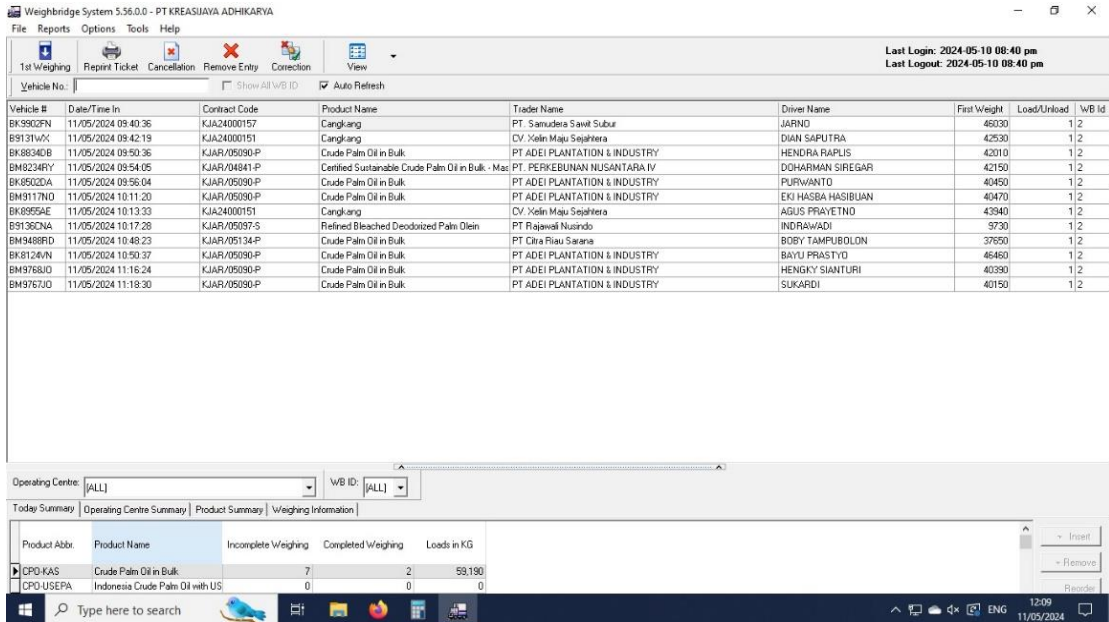 Weighbridge System 5.56.0.0 - PT KREASIJAYA ADHIKARYA
File Reports Options Tools Help
1st Weighing Reprint Ticket Cancellation Remove Entry Correction View
Last Login: 2024-05-10 08:40 pm
Last Logout: 2024-05-10 08:40 pm
Vehicle No.: Show All WB ID Auto Refresh
Vehicle # Date/Time In Contract Code Product Name Trader Name Driver Name First Weight Load/Unload WB Id
BK9902FN 11/05/2024 09:40:36 KJA24000157 Cangkang PT. Samudera Sawit Subur JARNO 46030 1 2
B9131WX 11/05/2024 09:42:19 KJA24000151 Cangkang CV. Xelin Maju Sejahtera DIAN SAPUTRA 42530 1 2
BK8834DB 11/05/2024 09:50:36 KJAR/05090-P Crude Palm Oil in Bulk PT ADEI PLANTATION & INDUSTRY HENDRA RAPLIS 42010 1 2
BM8234RY 11/05/2024 09:54:05 KJAR/04841-P Certified Sustainable Crude Palm Oil in Bulk - Mas PT. PERKEBUNAN NUSANTARA IV DOHARMAN SIREGAR 42150 1 2
BK8502DA 11/05/2024 09:56:04 KJAR/05090-P Crude Palm Oil in Bulk PT ADEI PLANTATION & INDUSTRY PURWANTO 40450 1 2
BM9117NO 11/05/2024 10:11:20 KJAR/05090-P Crude Palm Oil in Bulk PT ADEI PLANTATION & INDUSTRY EKI HASBA HASIBUAN 40470 1 2
BK8955AE 11/05/2024 10:13:33 KJA24000151 Cangkang CV. Xelin Maju Sejahtera AGUS PRAYETNO 43940 1 2
B9136CNA 11/05/2024 10:17:28 KJAR/05097-S Refined Bleached Deodorized Palm Olein PT Rajawali Nusindo INDRAWADI 9730 1 2
BM9488RD 11/05/2024 10:48:23 KJAR/05134-P Crude Palm Oil in Bulk PT Citra Riau Sarana BOBY TAMPUBOLON 37650 1 2
BK8124VN 11/05/2024 10:50:37 KJAR/05090-P Crude Palm Oil in Bulk PT ADEI PLANTATION & INDUSTRY BAYU PRASTYO 46460 1 2
BM9768JO 11/05/2024 11:16:24 KJAR/05090-P Crude Palm Oil in Bulk PT ADEI PLANTATION & INDUSTRY HENGKY SIANTURI 40390 1 2
BM9767JO 11/05/2024 11:18:30 KJAR/05090-P Crude Palm Oil in Bulk PT ADEI PLANTATION & INDUSTRY SUKARDI 40150 1 2
Operating Centre: [ALL] WB ID: [ALL]
Today Summary Operating Centre Summary Product Summary Weighing Information
Product Abbr. Product Name Incomplete Weighing Completed Weighing Loads in KG
+ Insert
CPO-KAS Crude Palm Oil in Bulk 7 2 59,190
- Remove
CPO-USEPA Indonesia Crude Palm Oil with US 0 0 0
Reorder
Type here to search
ENG
12:09
11/05/2024